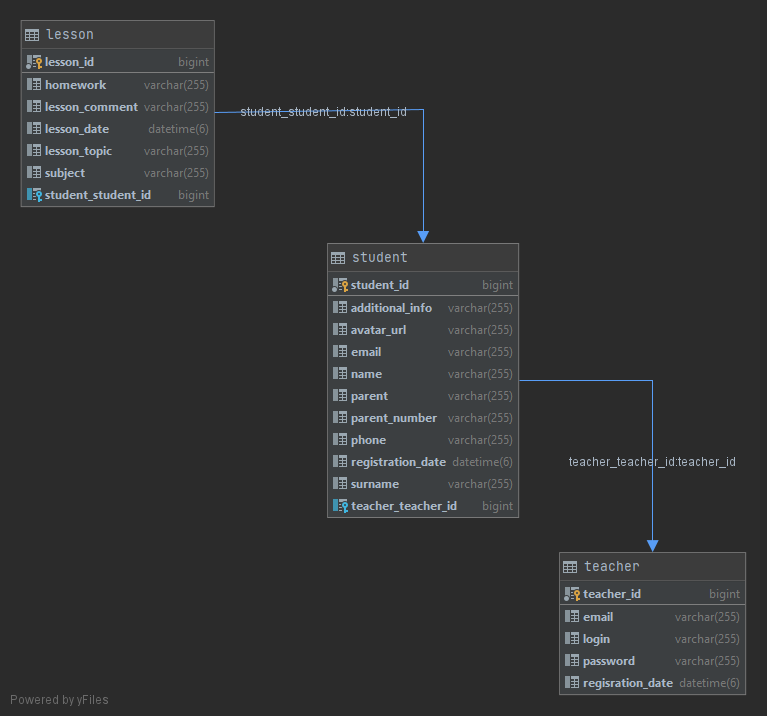 lesson
lesson_id bigint
homework varchar(255)
lesson_comment varchar(255)
lesson_date datetime(6)
lesson_topic varchar(255)
subject varchar(255)
student_student_id bigint
student_student_id:student_id
student
student_id bigint
additional_info varchar(255)
avatar_url varchar(255)
email varchar(255)
name varchar(255)
parent varchar(255)
parent_number varchar(255)
phone varchar(255)
registration_date datetime(6)
surname varchar(255)
teacher_teacher_id bigint
teacher_teacher_id:teacher_id
teacher
teacher_id bigint
email varchar(255)
login varchar(255)
password varchar(255)
regisration_date datetime(6)
Powered by yFiles